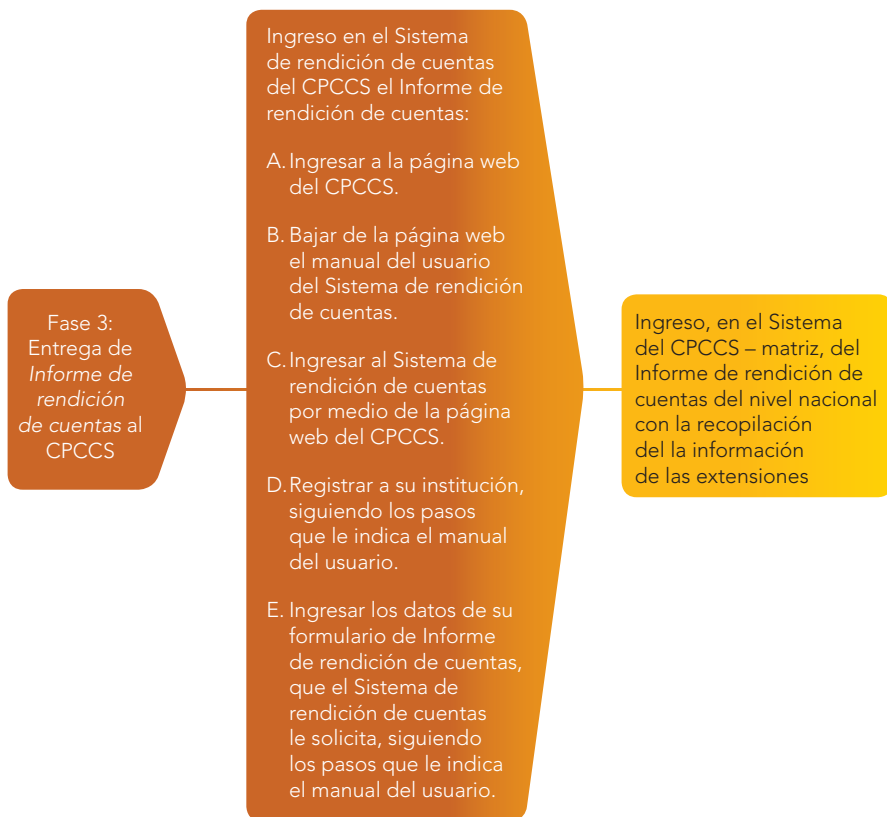 Fase 3:
Entrega de
Informe de
rendición
de cuentas al
CPCCS
Ingreso en el Sistema
de rendición de cuentas
del CPCCS el Informe de
rendición de cuentas:
A. Ingresar a la página web
del CPCCS.
B. Bajar de la página web
el manual del usuario
del Sistema de rendición
de cuentas.
C. Ingresar al Sistema de
rendición de cuentas
por medio de la página
web del CPCCS.
D. Registrar a su institución,
siguiendo los pasos
que le indica el manual
del usuario.
E. Ingresar los datos de su
formulario de Informe
de rendición de cuentas,
que el Sistema de
rendición de cuentas
le solicita, siguiendo
los pasos que le indica
el manual del usuario.
Ingreso, en el Sistema
del CPCCS – matriz, del
Informe de rendición de
cuentas del nivel nacional
con la recopilación
del la información
de las extensiones